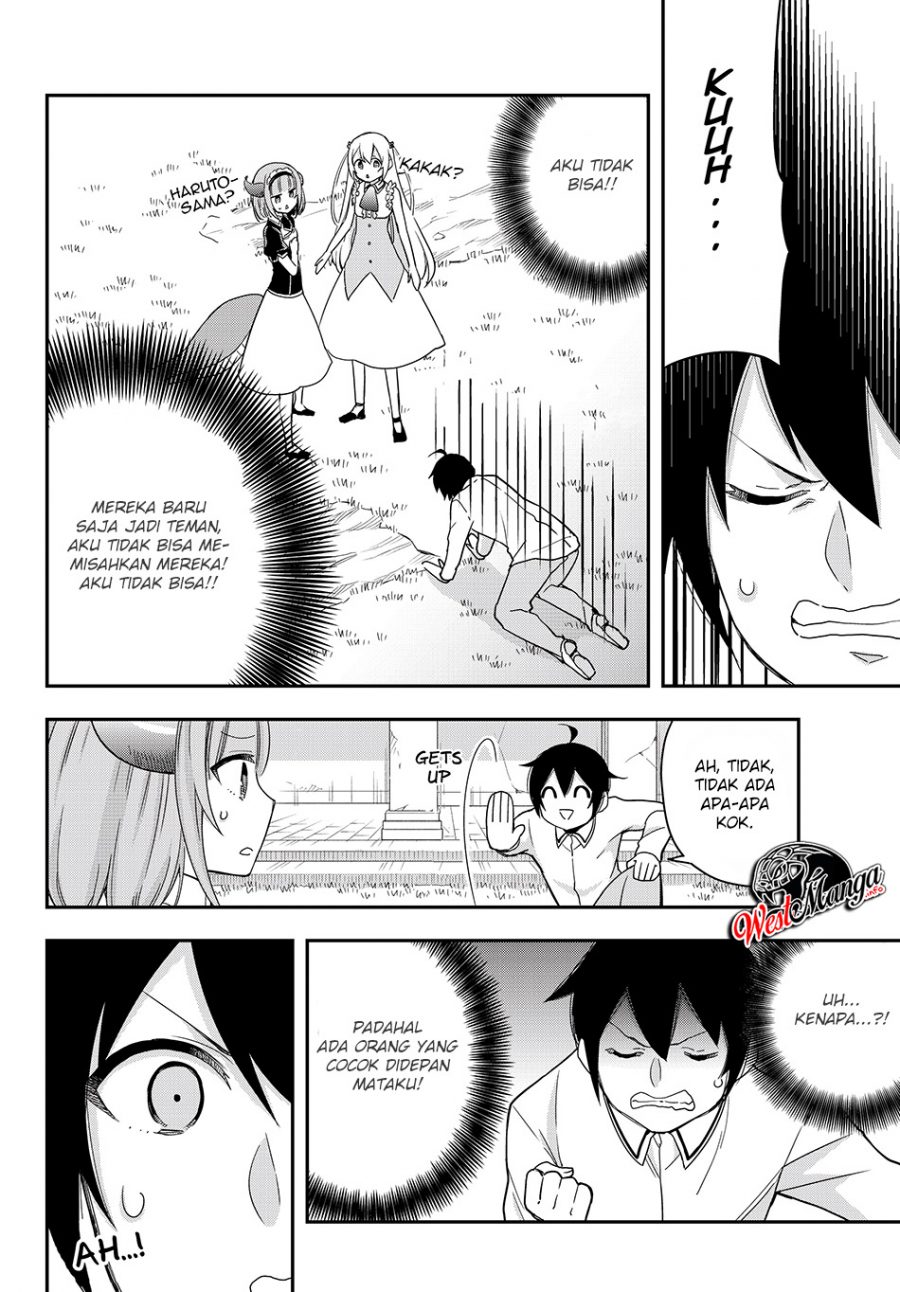 KUUH...
AKU TIDAK
BISA!!
KAKAK?
HARUTO-
SAMA?
MEREKA BARU
SAJA JADI TEMAN,
AKU TIDAK BISA ME-
MISAHKAN MEREKA!
AKU TIDAK BISA!!
AH, TIDAK,
TIDAK ADA
APA-APA
KOK.
GETS
UP
WestManga
.INFO
UH...
KENAPA...?!
PADAHAL
ADA ORANG YANG
COCOK DIDEPAN
MATAKU!
AH...!